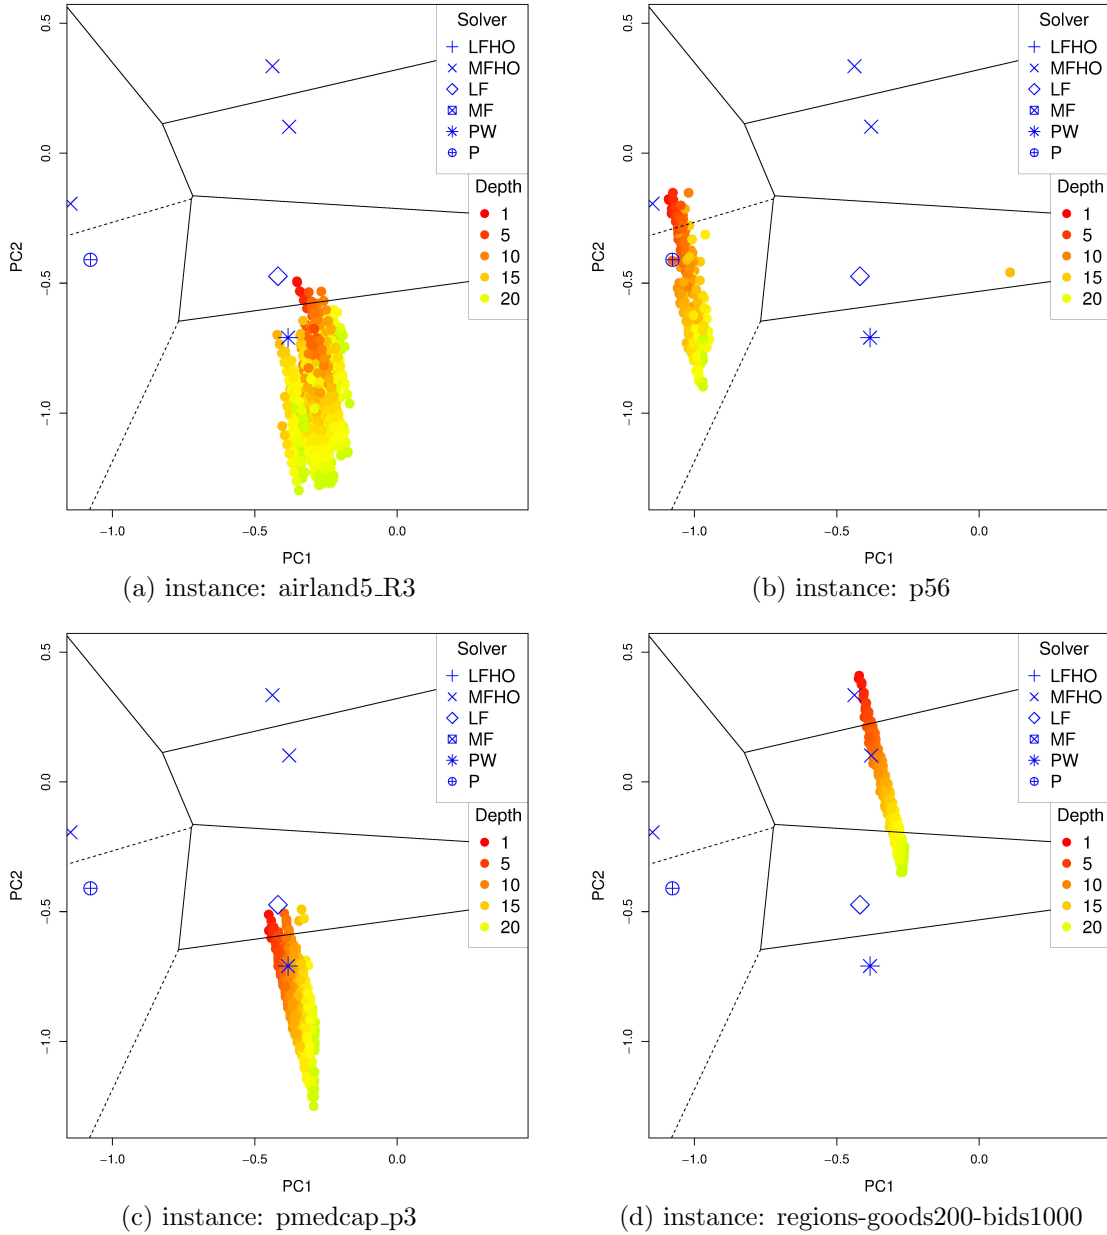 Solver
LFHO
MFHO
LF
MF
PW
P
Depth
1
5
10
15
20
0.5
0.0
−0.5
−1.0
PC2
−1.0
−0.5
0.0
PC1
(a) instance: airland5_R3
Solver
LFHO
MFHO
LF
MF
PW
P
Depth
1
5
10
15
20
0.5
0.0
−0.5
−1.0
PC2
−1.0
−0.5
0.0
PC1
(b) instance: p56
Solver
LFHO
MFHO
LF
MF
PW
P
Depth
1
5
10
15
20
0.5
0.0
−0.5
−1.0
PC2
−1.0
−0.5
0.0
PC1
(c) instance: pmedcap_p3
Solver
LFHO
MFHO
LF
MF
PW
P
Depth
1
5
10
15
20
0.5
0.0
−0.5
−1.0
PC2
−1.0
−0.5
0.0
PC1
(d) instance: regions-goods200-bids1000